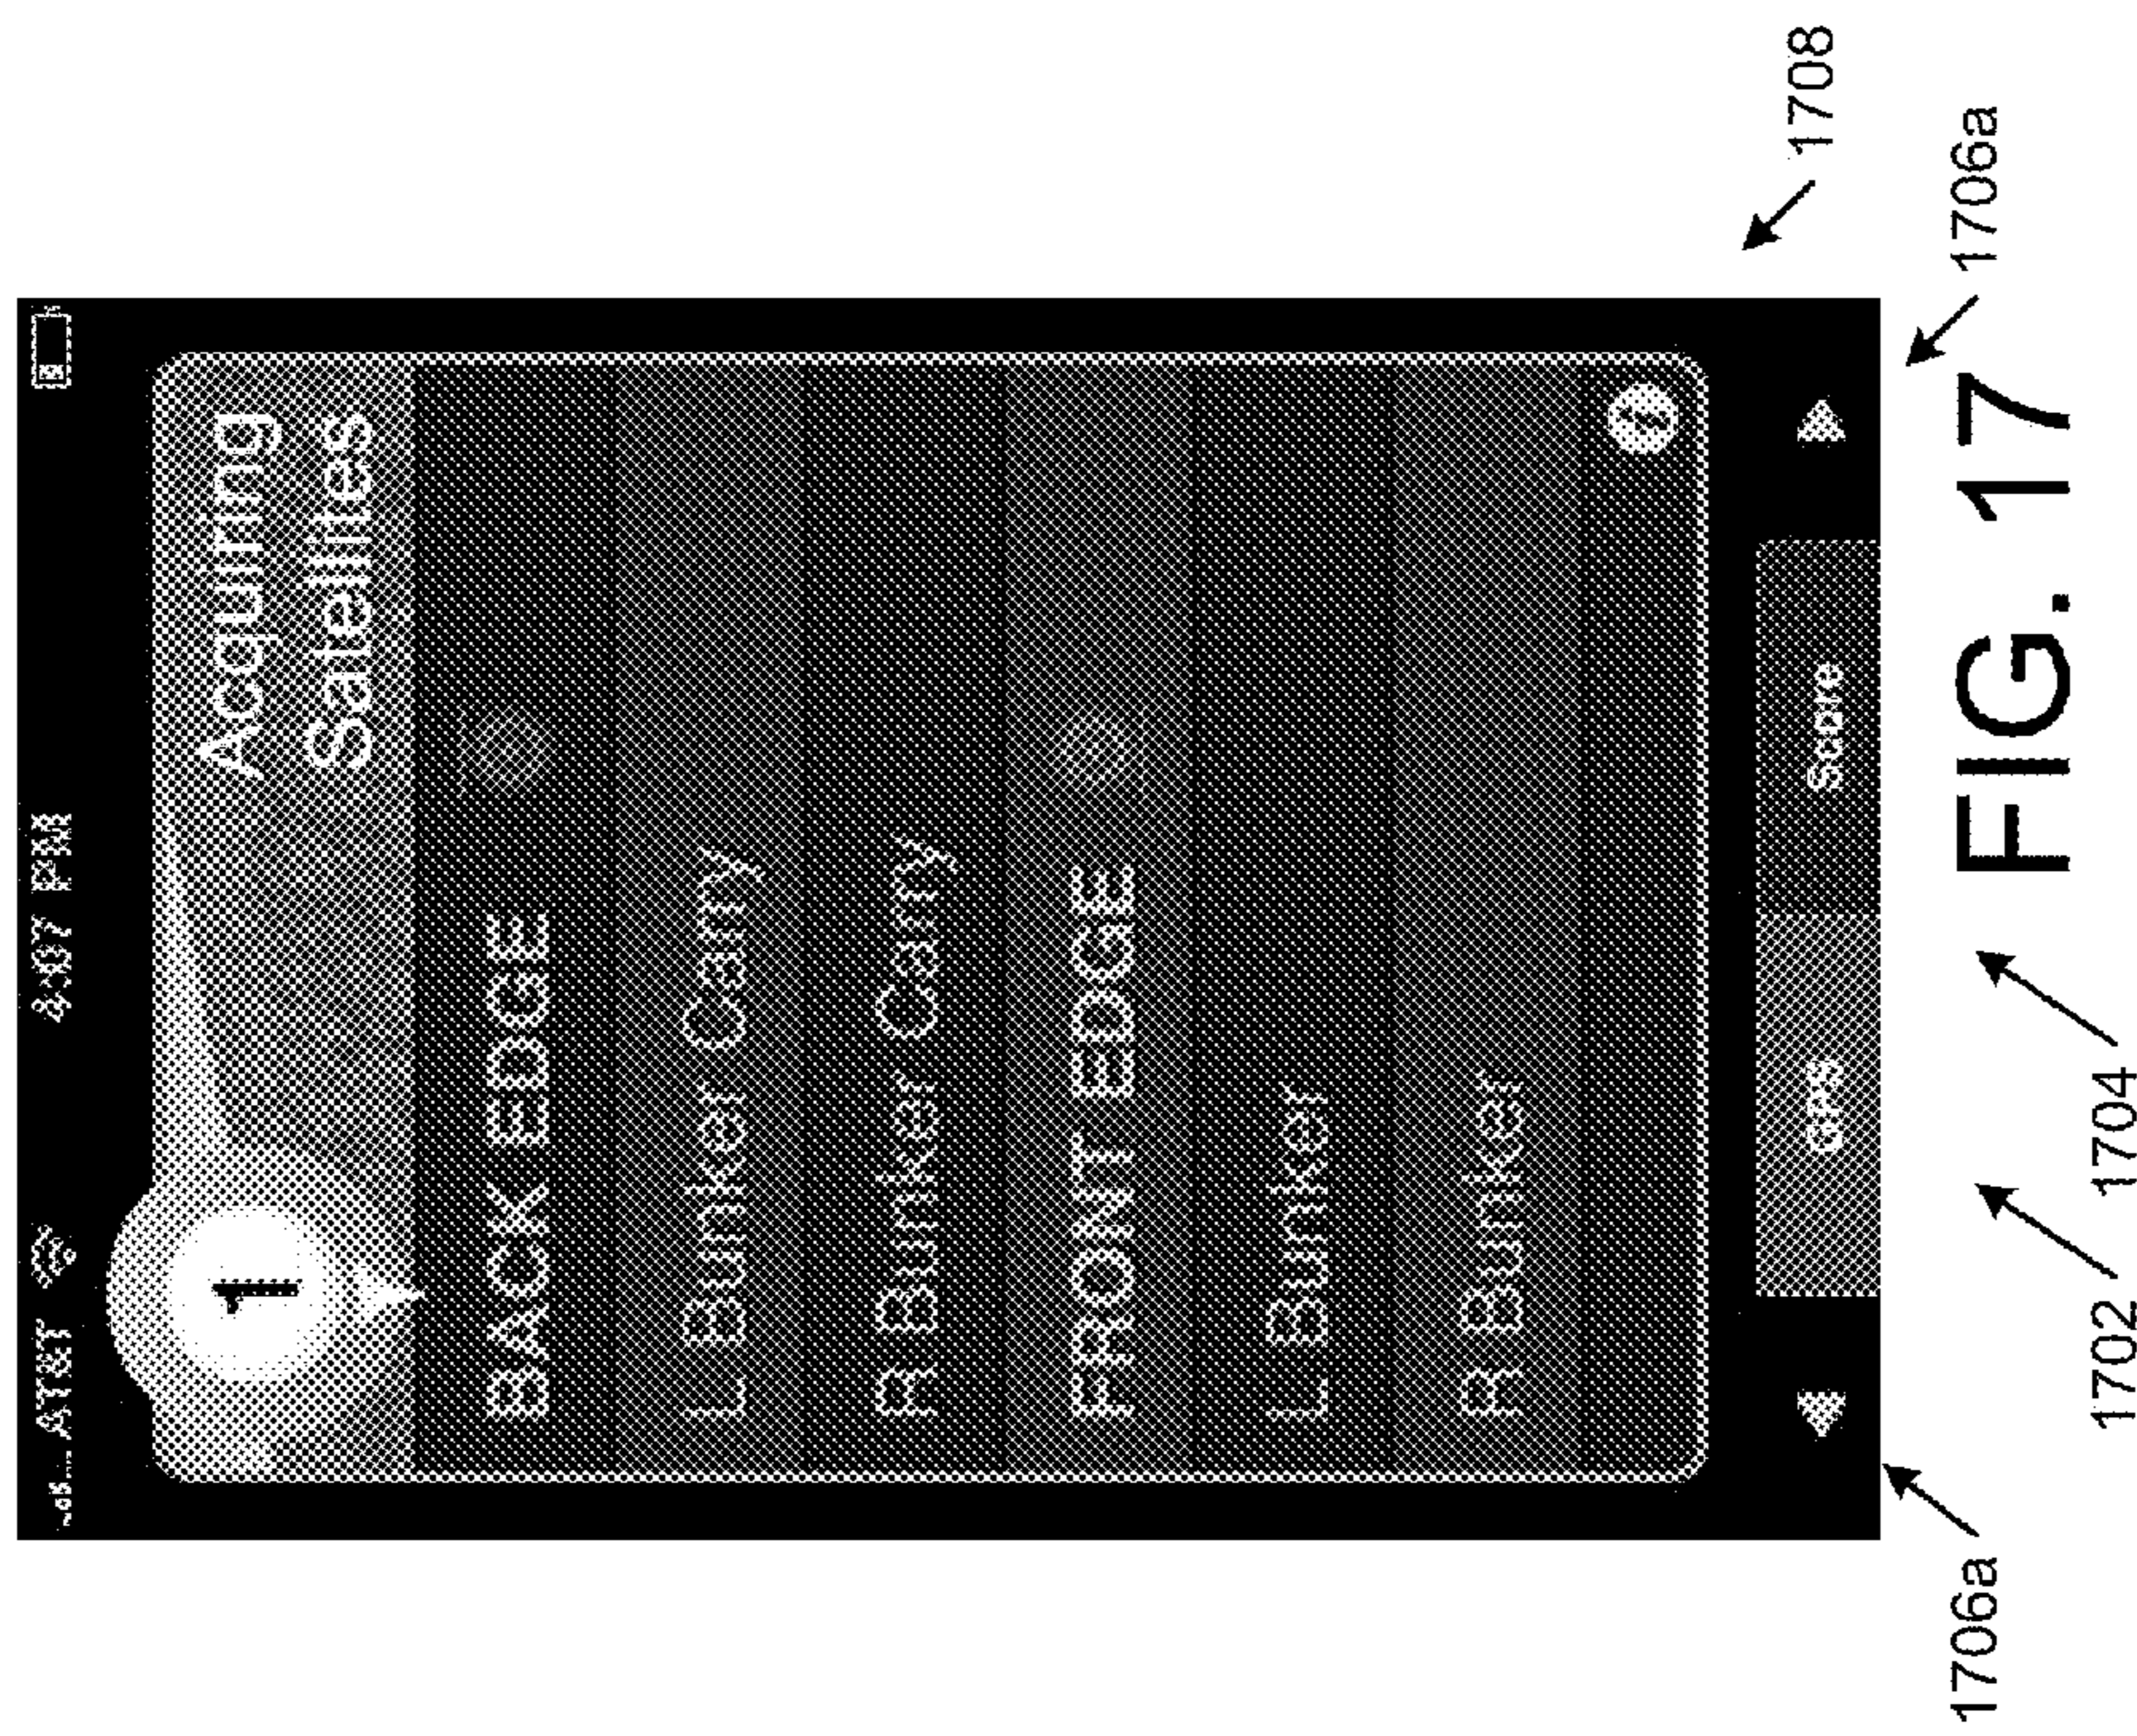 AT&T 4:07 PM
1
Acquiring
Satellites
BACK EDGE
L Bunker Carry
R Bunker Carry
FRONT EDGE
L Bunker
R Bunker
GPS Score
1708
1706a
1706a
1702
1704
FIG. 17